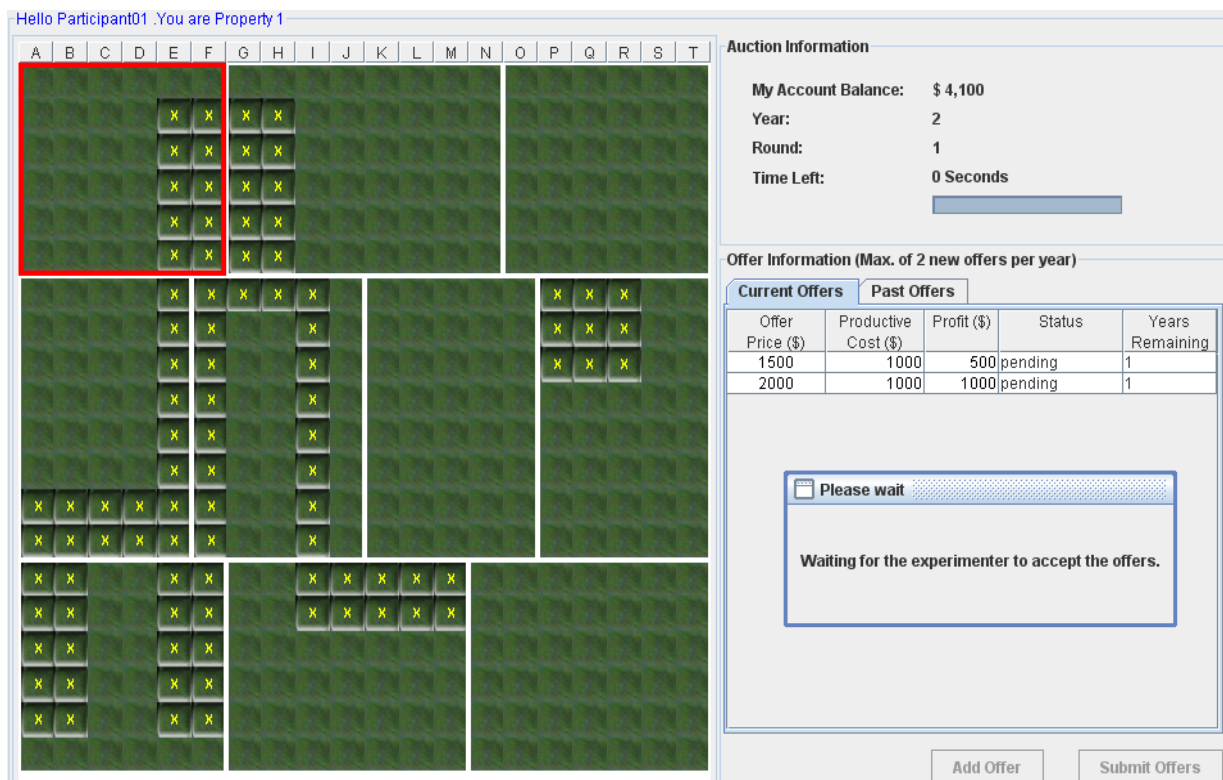 Hello Participant01 .You are Property 1
A B C D E F G H I J K L M N O P Q R S T
X X X X
X X X X
X X X X
X X X X
X X X X
X X X X X X X X
X X X X X X
X X X X X X
X X X
X X X
X X X
X X X X X X X
X X X X X X X
X X X X X X X X X
X X X X X X X X X
X X X X
X X X X
X X X X
Auction Information
My Account Balance: $ 4,100
Year: 2
Round: 1
Time Left: 0 Seconds
Offer Information (Max. of 2 new offers per year)
Current Offers Past Offers
Offer Productive Profit ($) Status Years
Price ($) Cost ($) Remaining
1500 1000 500 pending 1
2000 1000 1000 pending 1
Please wait
Waiting for the experimenter to accept the offers.
Add Offer Submit Offers